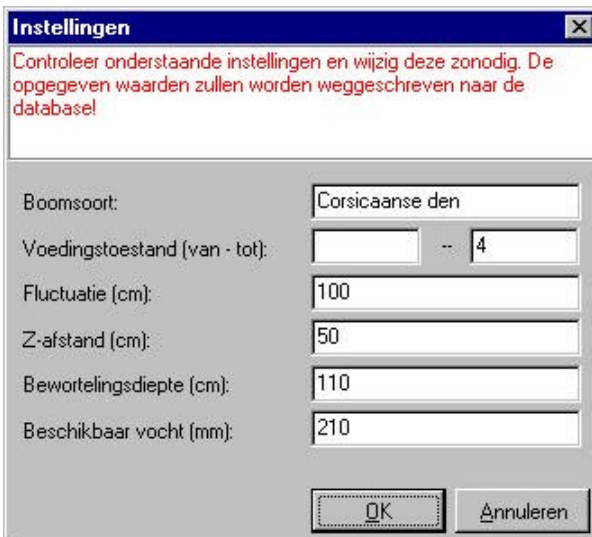 Instellingen
Controleer onderstaande instellingen en wijzig deze zonodig. De
opgegeven waarden zullen worden weggeschreven naar de
database!
Boomsoort: Corsicaanse den
Voedingstoestand (van - tot): -- 4
Fluctuatie (cm): 100
Z-afstand (cm): 50
Bewortelingsdiepte (cm): 110
Beschikbaar vocht (mm): 210
OK Annuleren